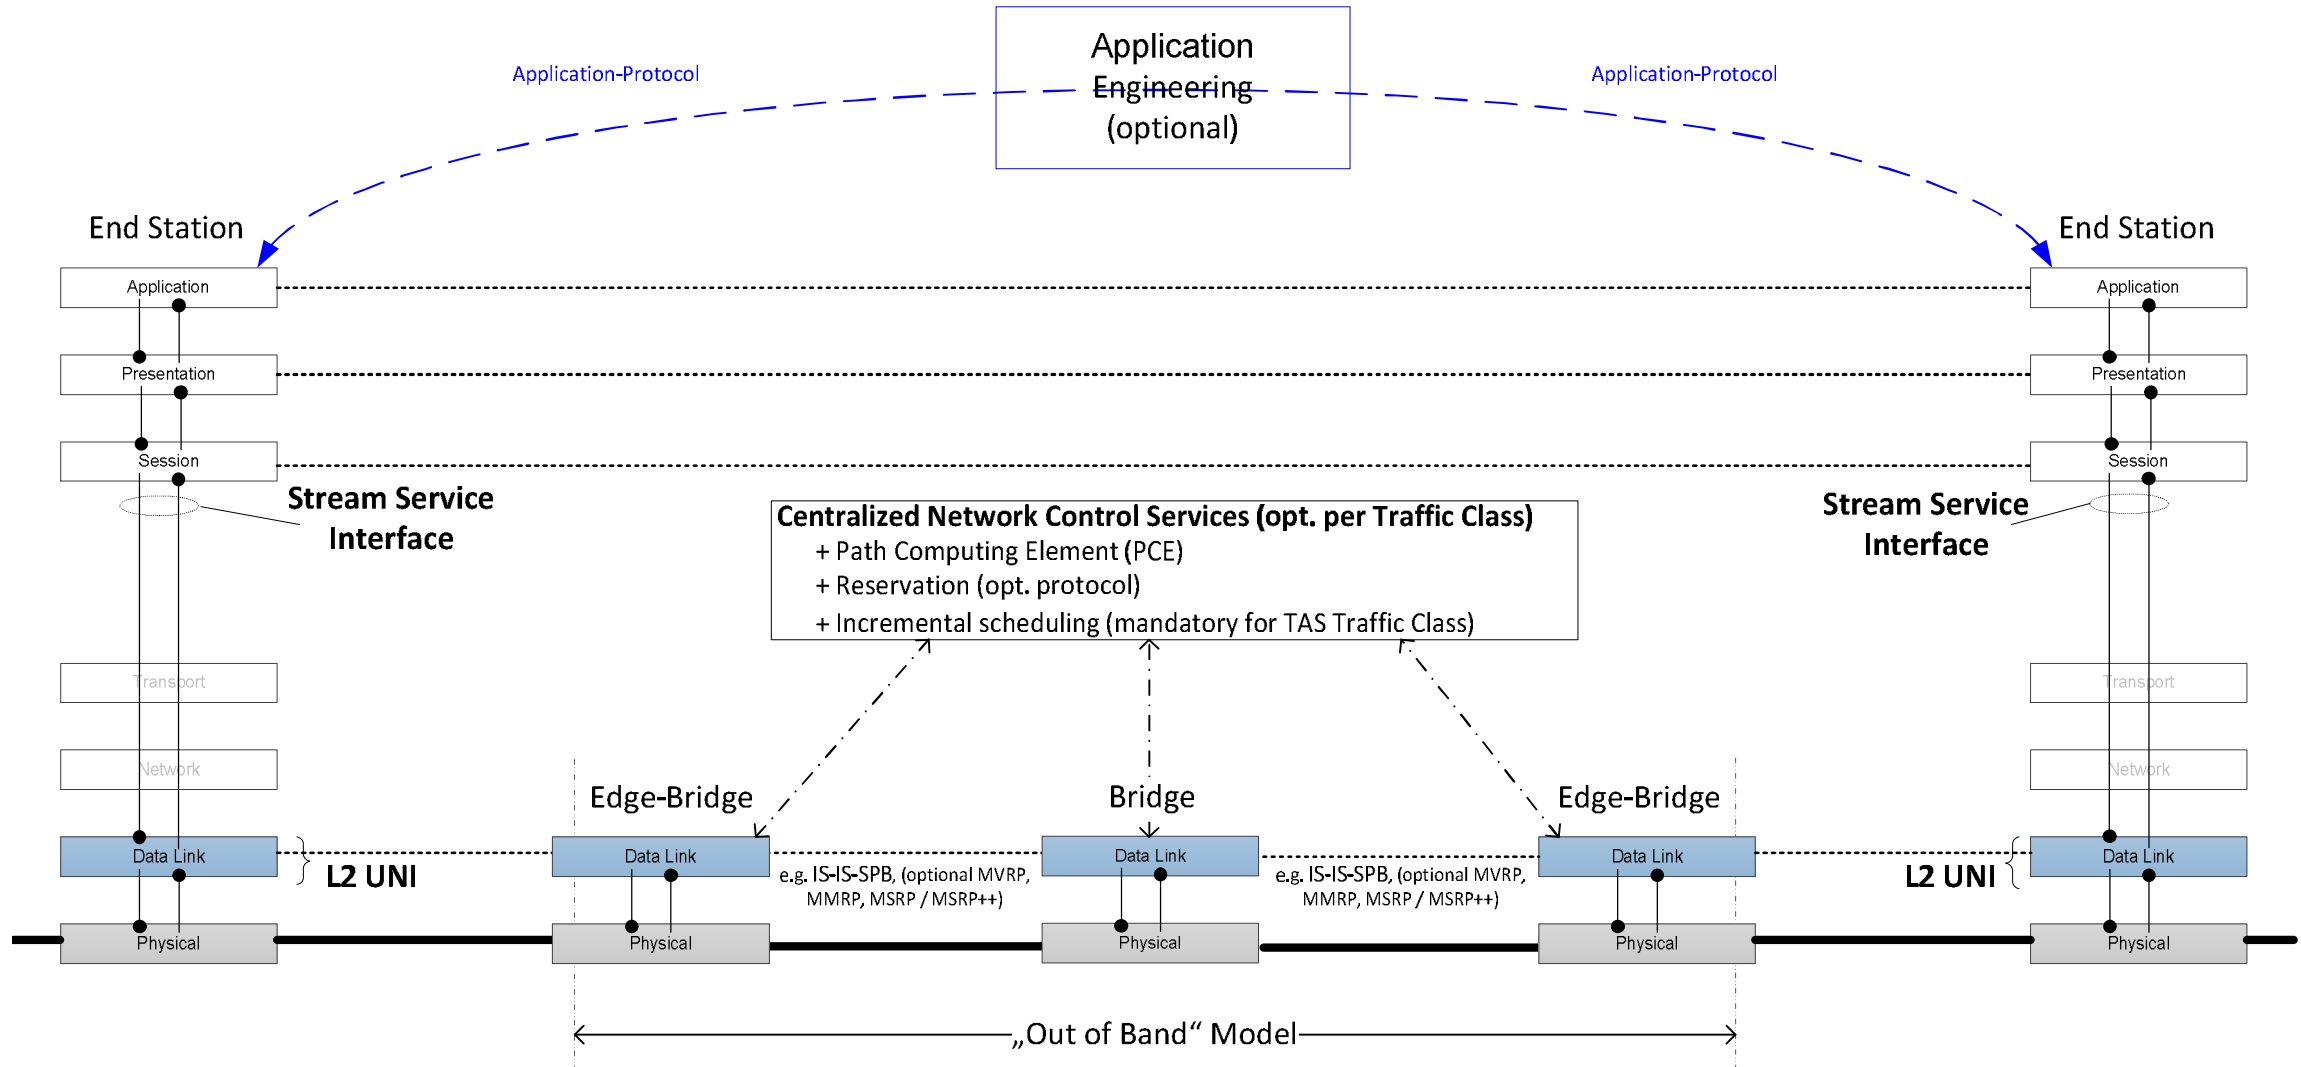 Application
Engineering
(optional)
Application-Protocol
Application-Protocol
End Station
End Station
Application
Application
Presentation
Presentation
Session
Session
Stream Service
Interface
Stream Service
Interface
Centralized Network Control Services (opt. per Traffic Class)
+ Path Computing Element (PCE)
+ Reservation (opt. protocol)
+ Incremental scheduling (mandatory for TAS Traffic Class)
Transport
Transport
Network
Network
Edge-Bridge
Bridge
Edge-Bridge
Data Link
Data Link
Data Link
Data Link
Data Link
L2 UNI
e.g. IS-IS-SPB, (optional MVRP,
MMRP, MSRP / MSRP++)
e.g. IS-IS-SPB, (optional MVRP,
MMRP, MSRP / MSRP++)
L2 UNI
Physical
Physical
Physical
Physical
Physical
„Out of Band“ Model